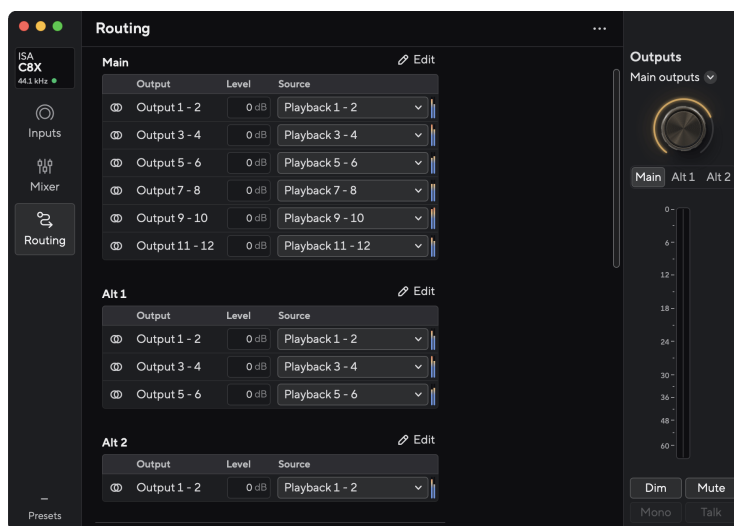 Routing
...
ISA
C8X
44.1 kHz
Inputs
Mixer
Routing
Presets
Main
Edit
Output Level Source
Output 1 - 2 0 dB Playback 1 - 2
Output 3 - 4 0 dB Playback 3 - 4
Output 5 - 6 0 dB Playback 5 - 6
Output 7 - 8 0 dB Playback 7 - 8
Output 9 - 10 0 dB Playback 9 - 10
Output 11 - 12 0 dB Playback 11 - 12
Alt 1
Edit
Output Level Source
Output 1 - 2 0 dB Playback 1 - 2
Output 3 - 4 0 dB Playback 3 - 4
Output 5 - 6 0 dB Playback 5 - 6
Alt 2
Edit
Output Level Source
Output 1 - 2 0 dB Playback 1 - 2
Outputs
Main outputs
Main Alt 1 Alt 2
0
6
12
18
24
30
36
48
60
Dim Mute
Mono Talk